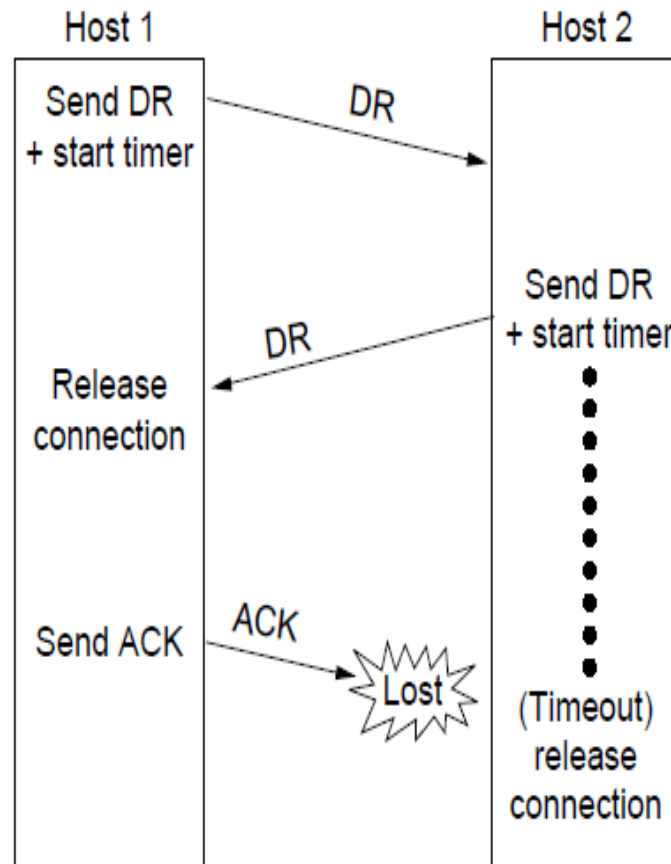 Host 1
Host 2
Send DR
+ start timer
DR
Send DR
+ start timer
DR
Release
connection
Send ACK
ACK
Lost
(Timeout)
release
connection